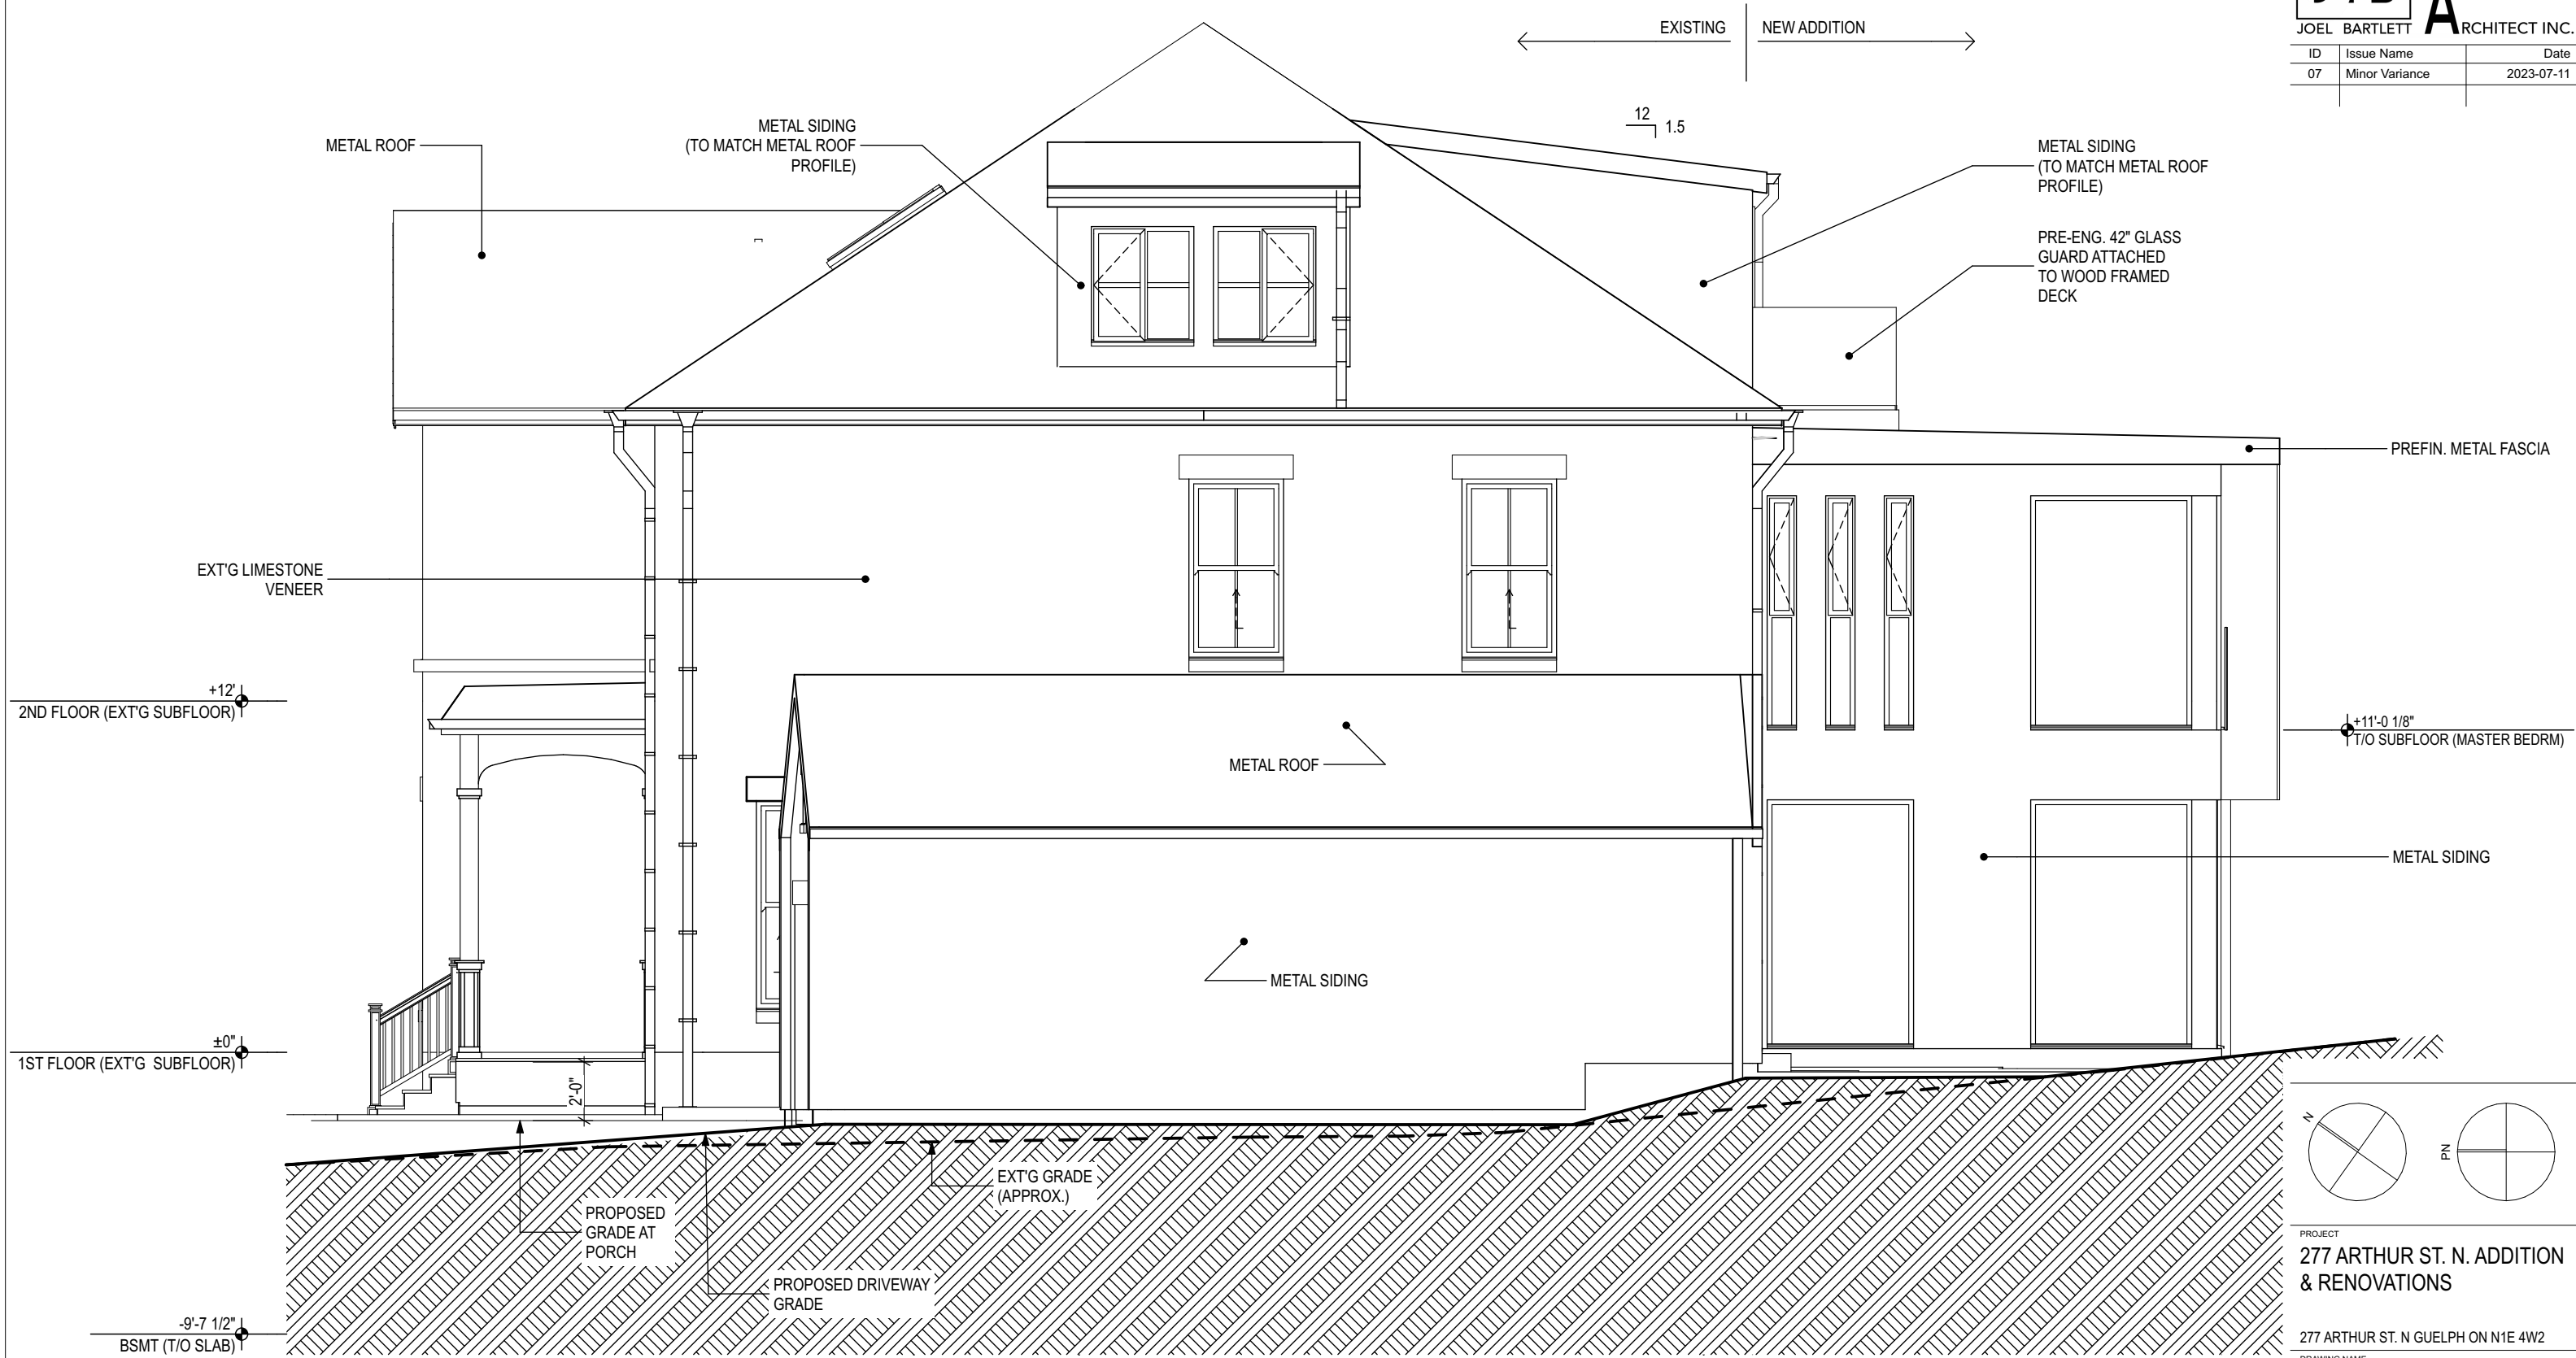 EXISTING
NEW ADDITION
JOEL BARTLETT ARCHITECT INC.
ID Issue Name Date
07 Minor Variance 2023-07-11
12
1.5
METAL ROOF
METAL SIDING
(TO MATCH METAL ROOF
PROFILE)
METAL SIDING
(TO MATCH METAL ROOF
PROFILE)
PRE-ENG. 42" GLASS
GUARD ATTACHED
TO WOOD FRAMED
DECK
PREFIN. METAL FASCIA
EXT'G LIMESTONE
VENEER
+12'
2ND FLOOR (EXT'G SUBFLOOR)
+11'-0 1/8"
T/O SUBFLOOR (MASTER BEDRM)
METAL ROOF
METAL SIDING
METAL SIDING
±0"
1ST FLOOR (EXT'G SUBFLOOR)
2'-0"
EXT'G GRADE
(APPROX.)
PROPOSED
GRADE AT
PORCH
PROPOSED DRIVEWAY
GRADE
-9'-7 1/2"
BSMT (T/O SLAB)
N
PN
PROJECT
277 ARTHUR ST. N. ADDITION
& RENOVATIONS
277 ARTHUR ST. N GUELPH ON N1E 4W2